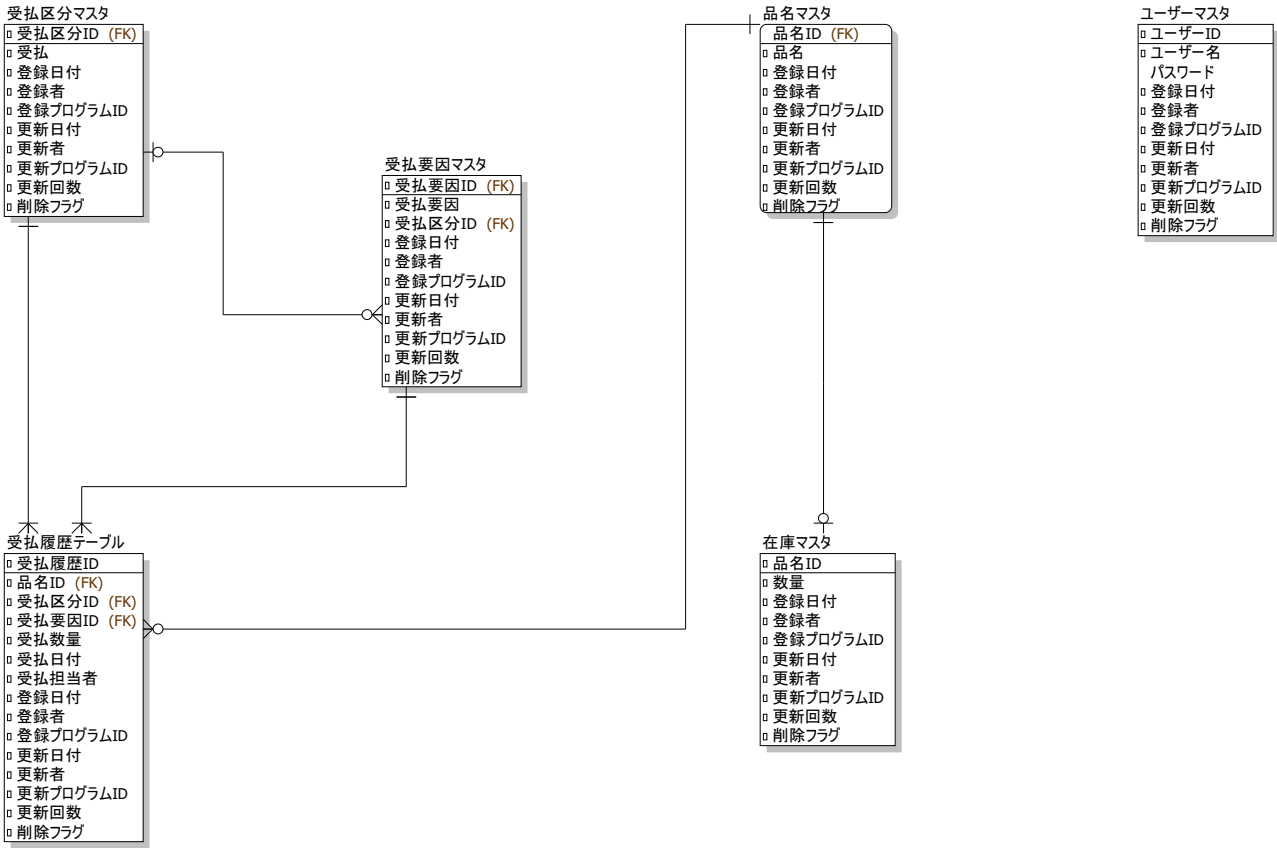 受払区分マスタ
受払区分ID (FK)
受払
登録日付
登録者
登録プログラムID
更新日付
更新者
更新プログラムID
更新回数
削除フラグ
受払要因マスタ
受払要因ID (FK)
受払要因
受払区分ID (FK)
登録日付
登録者
登録プログラムID
更新日付
更新者
更新プログラムID
更新回数
削除フラグ
品名マスタ
品名ID (FK)
品名
登録日付
登録者
登録プログラムID
更新日付
更新者
更新プログラムID
更新回数
削除フラグ
ユーザーマスタ
ユーザーID
ユーザー名
パスワード
登録日付
登録者
登録プログラムID
更新日付
更新者
更新プログラムID
更新回数
削除フラグ
受払履歴テーブル
受払履歴ID
品名ID (FK)
受払区分ID (FK)
受払要因ID (FK)
受払数量
受払日付
受払担当者
登録日付
登録者
登録プログラムID
更新日付
更新者
更新プログラムID
更新回数
削除フラグ
在庫マスタ
品名ID
数量
登録日付
登録者
登録プログラムID
更新日付
更新者
更新プログラムID
更新回数
削除フラグ